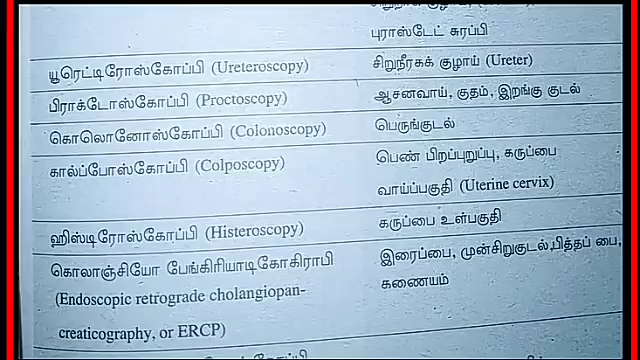 புராஸ்டேட் சுரப்பி
யூரெட்டிரோஸ்கோப்பி (Ureteroscopy) சிறுநீரகக் குழாய் (Ureter)
பிராக்டோஸ்கோப்பி (Proctoscopy) ஆசனவாய், குதம், இறங்கு குடல்
கொலொனோஸ்கோப்பி (Colonoscopy) பெருங்குடல்
கால்ப்போஸ்கோப்பி (Colposcopy) பெண் பிறப்புறுப்பு, கருப்பை
வாய்ப்பகுதி (Uterine cervix)
ஹிஸ்டிரோஸ்கோப்பி (Histeroscopy) கருப்பை உள்பகுதி
கொலாஞ்சியோ பேங்கிரியாடிகோகிராபி இரைப்பை, முன்சிறுகுடல்,பித்தப் பை,
(Endoscopic retrograde cholangiopan- கணையம்
creaticography, or ERCP)